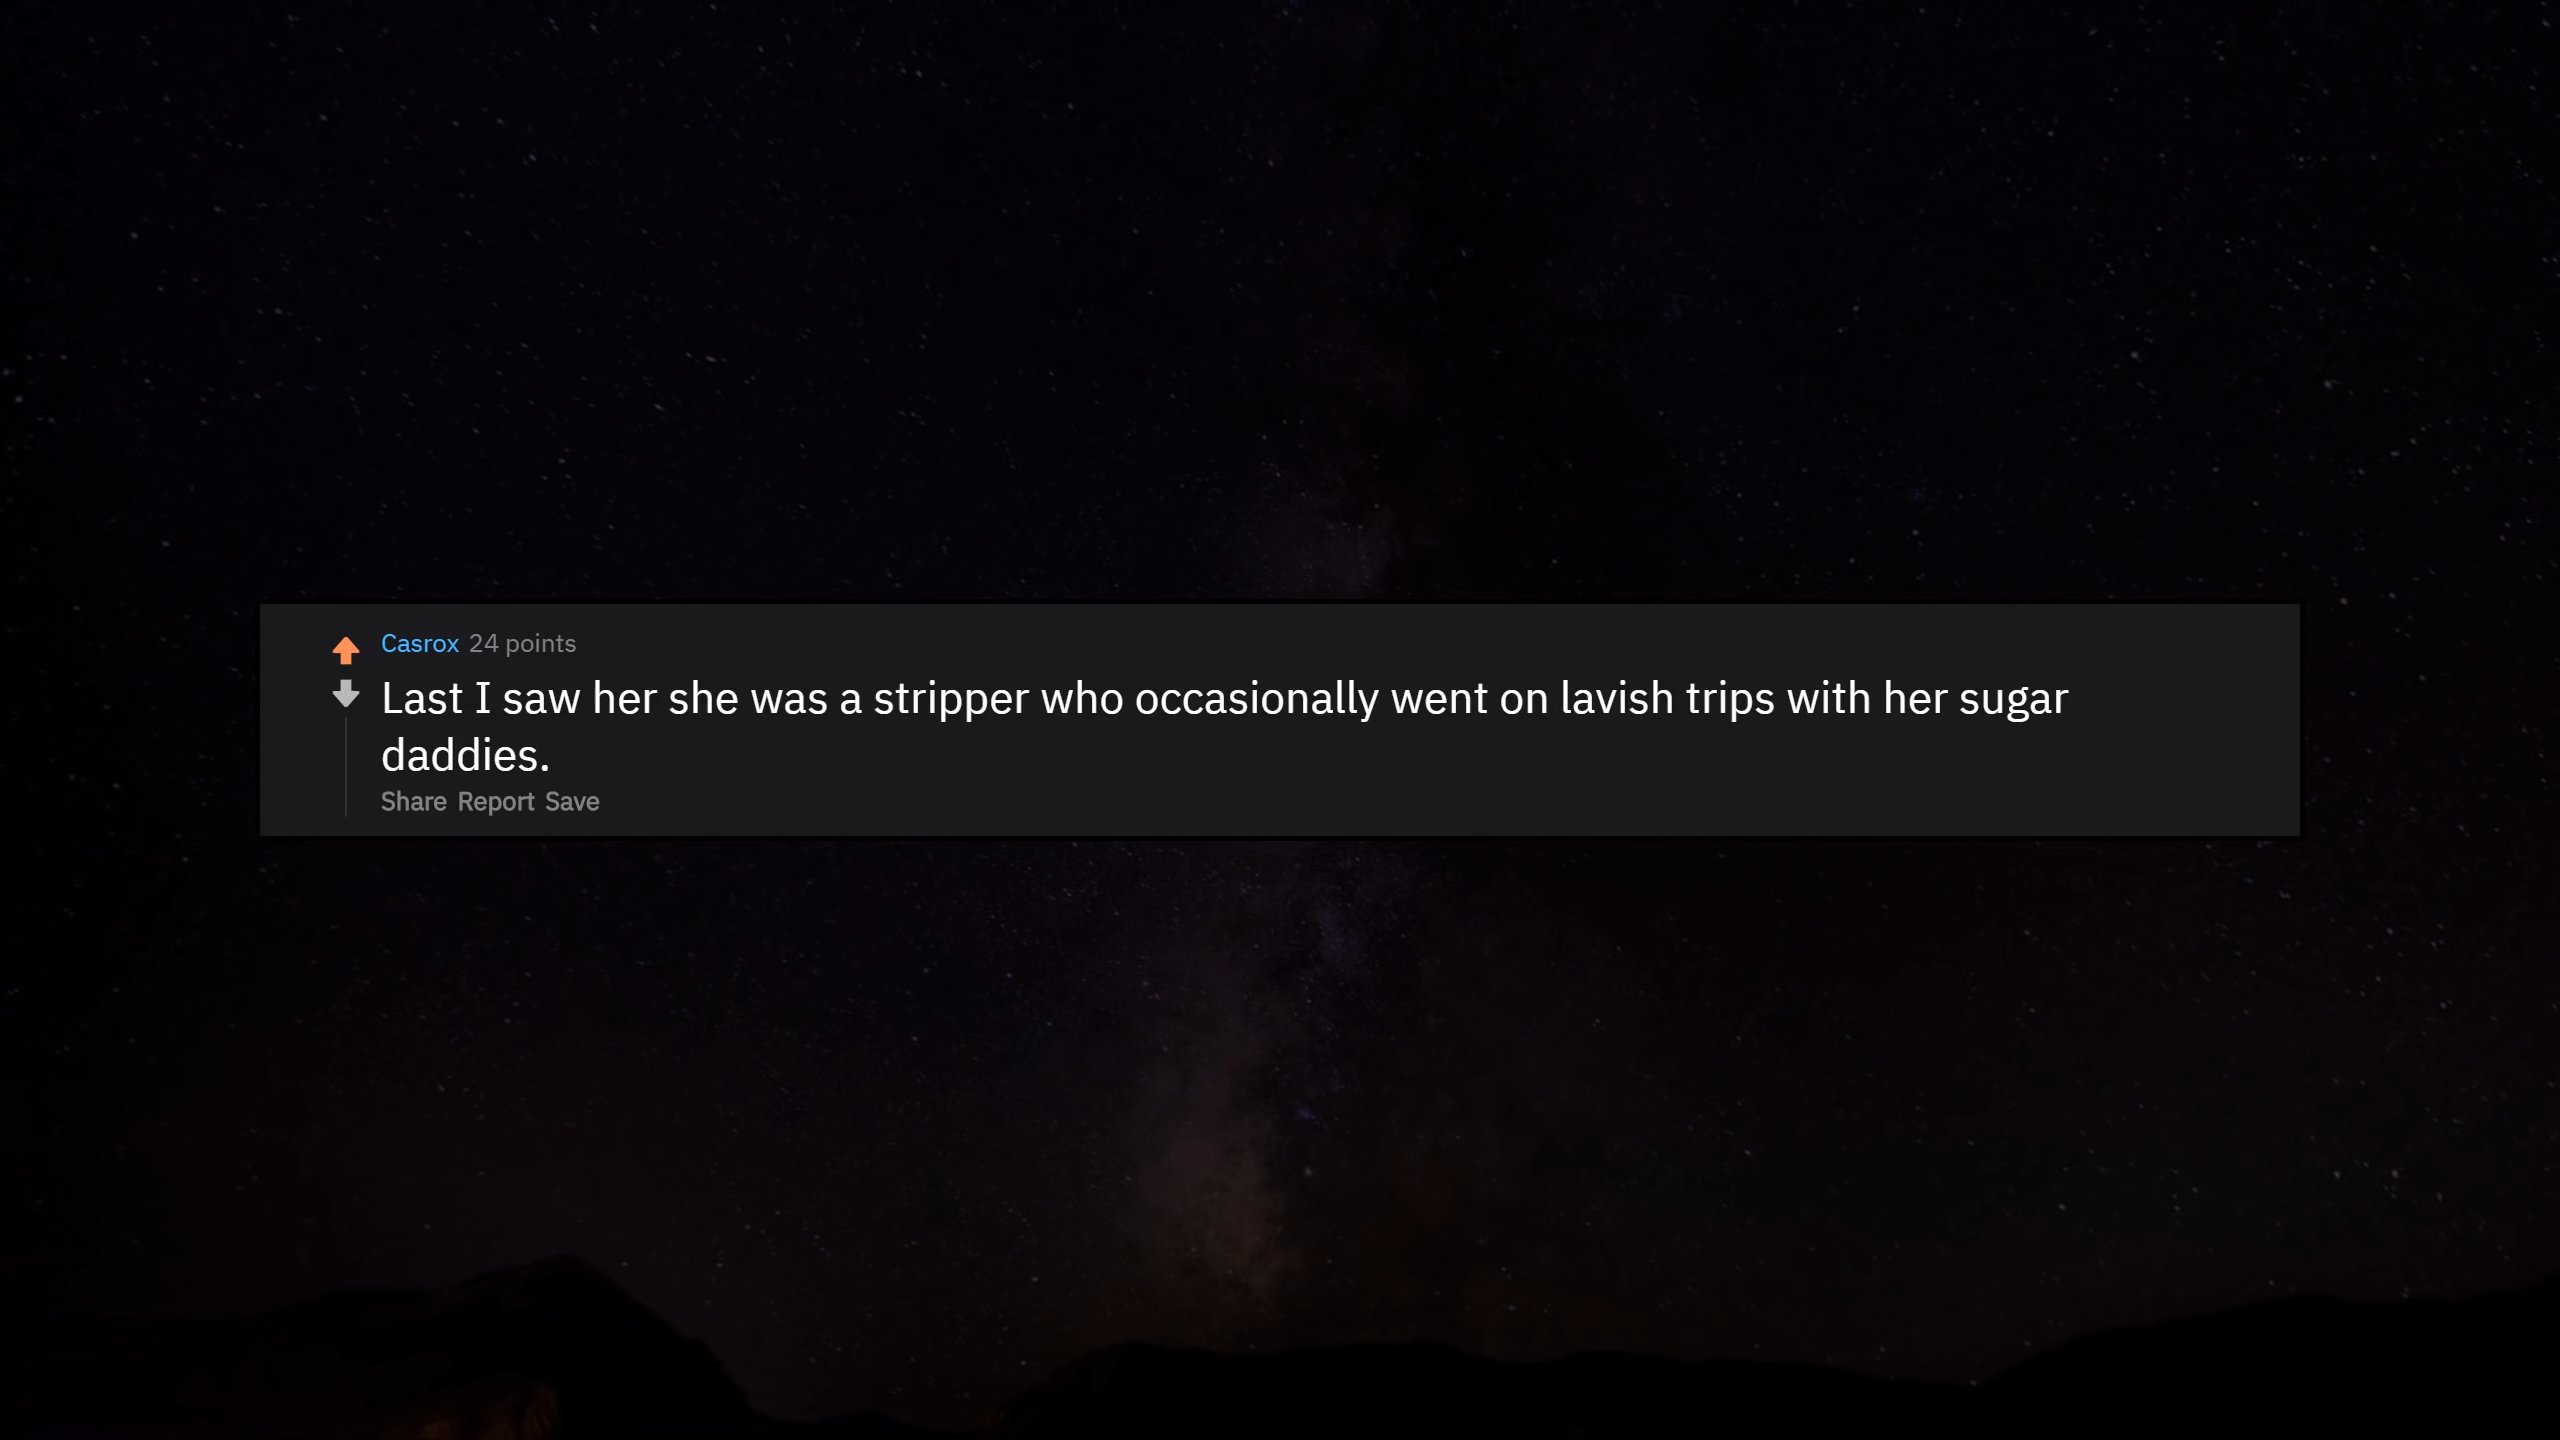 Casrox 24 points
Last I saw her she was a stripper who occasionally went on lavish trips with her sugar
daddies.
Share Report Save